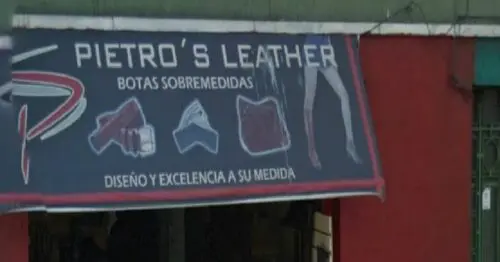 PIETRO´S LEATHER
BOTAS SOBREMEDIDAS
DISEÑO Y EXCELENCIA A SU MEDIDA